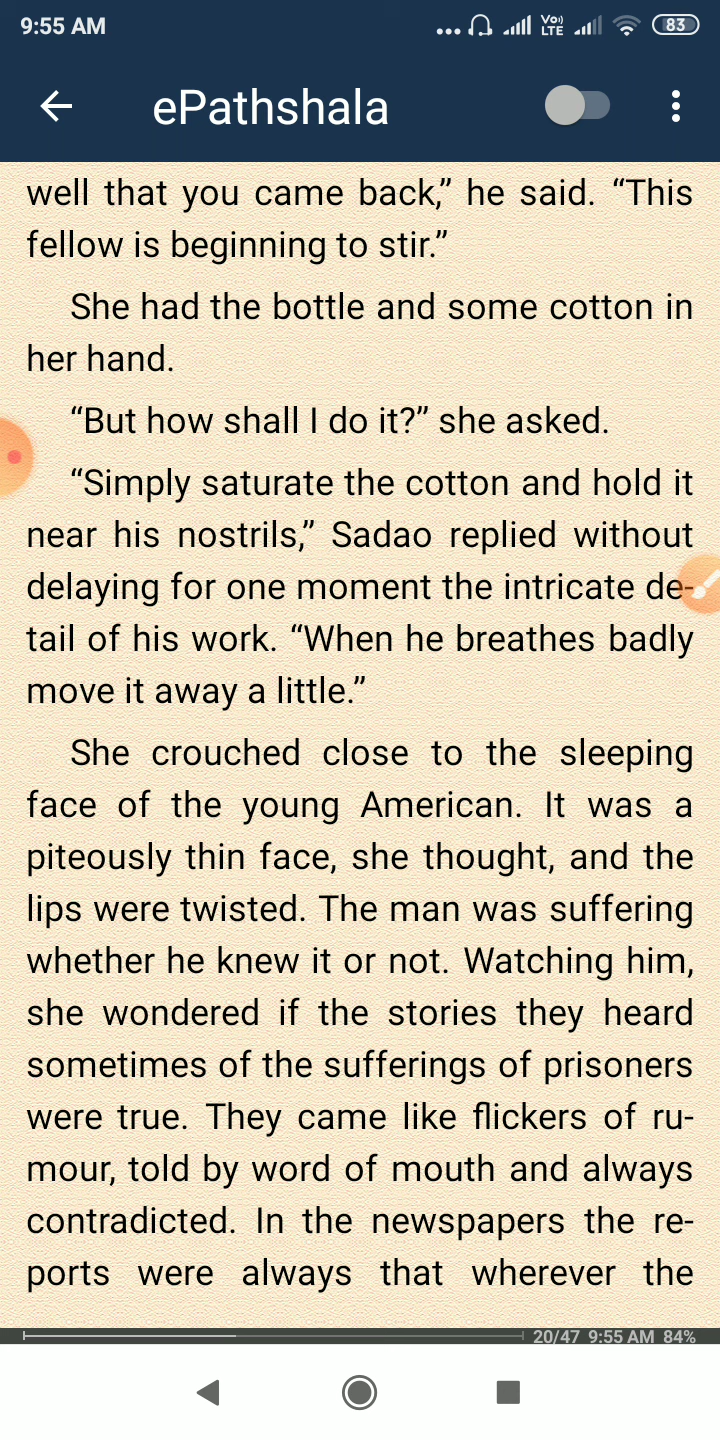 9:55 AM
Vo))
LTE
83
ePathshala
well that you came back,” he said. “This
fellow is beginning to stir.”
She had the bottle and some cotton in
her hand.
“But how shall I do it?” she asked.
“Simply saturate the cotton and hold it
near his nostrils,” Sadao replied without
delaying for one moment the intricate de-
tail of his work. “When he breathes badly
move it away a little.”
She crouched close to the sleeping
face of the young American. It was a
piteously thin face, she thought, and the
lips were twisted. The man was suffering
whether he knew it or not. Watching him,
she wondered if the stories they heard
sometimes of the sufferings of prisoners
were true. They came like flickers of ru-
mour, told by word of mouth and always
contradicted. In the newspapers the re-
ports were always that wherever the
20/47 9:55 AM 84%